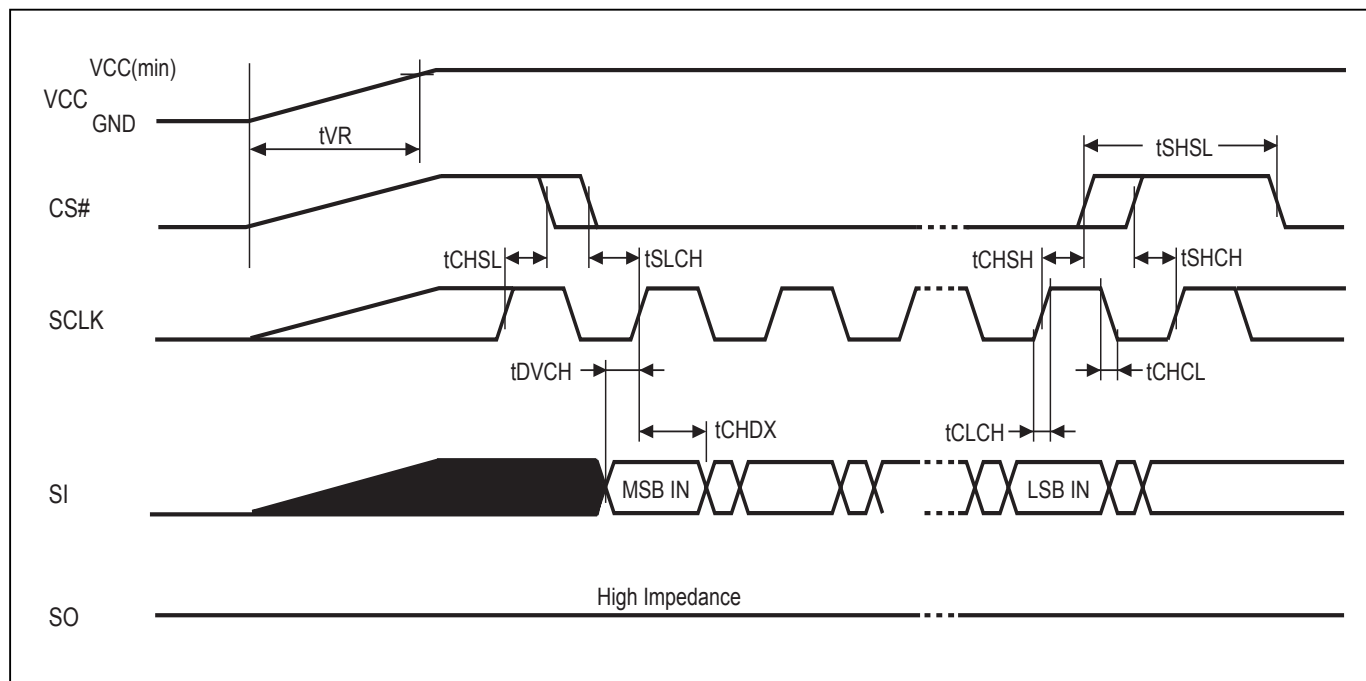 VCC(min)
VCC
GND
tVR
tSHSL
CS#
tCHSL
tSLCH
tCHSH
tSHCH
SCLK
tDVCH
tCHCL
tCHDX
tCLCH
SI
MSB IN
LSB IN
High Impedance
SO